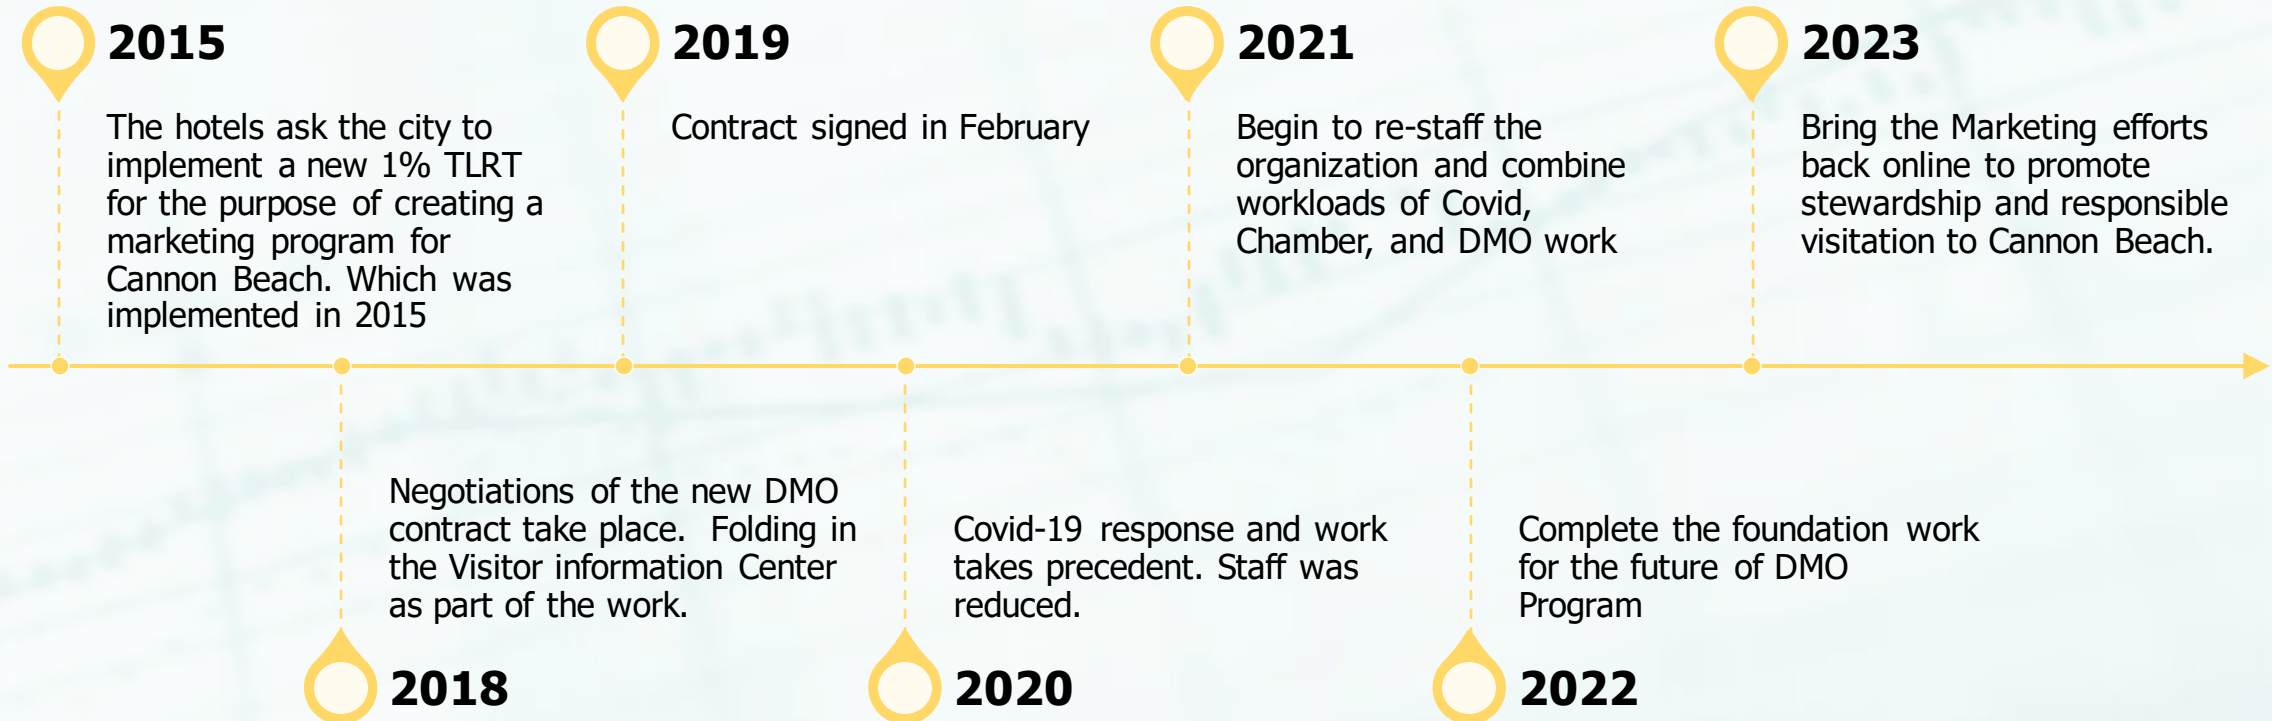 2015
The hotels ask the city to
implement a new 1% TLRT
for the purpose of creating a
marketing program for
Cannon Beach. Which was
implemented in 2015
2018
Negotiations of the new DMO
contract take place.  Folding in
the Visitor information Center
as part of the work.
2019
Contract signed in February
2020
Covid-19 response and work
takes precedent. Staff was
reduced.
2021
Begin to re-staff the
organization and combine
workloads of Covid,
Chamber, and DMO work
2022
Complete the foundation work
for the future of DMO
Program
2023
Bring the Marketing efforts
back online to promote
stewardship and responsible
visitation to Cannon Beach.